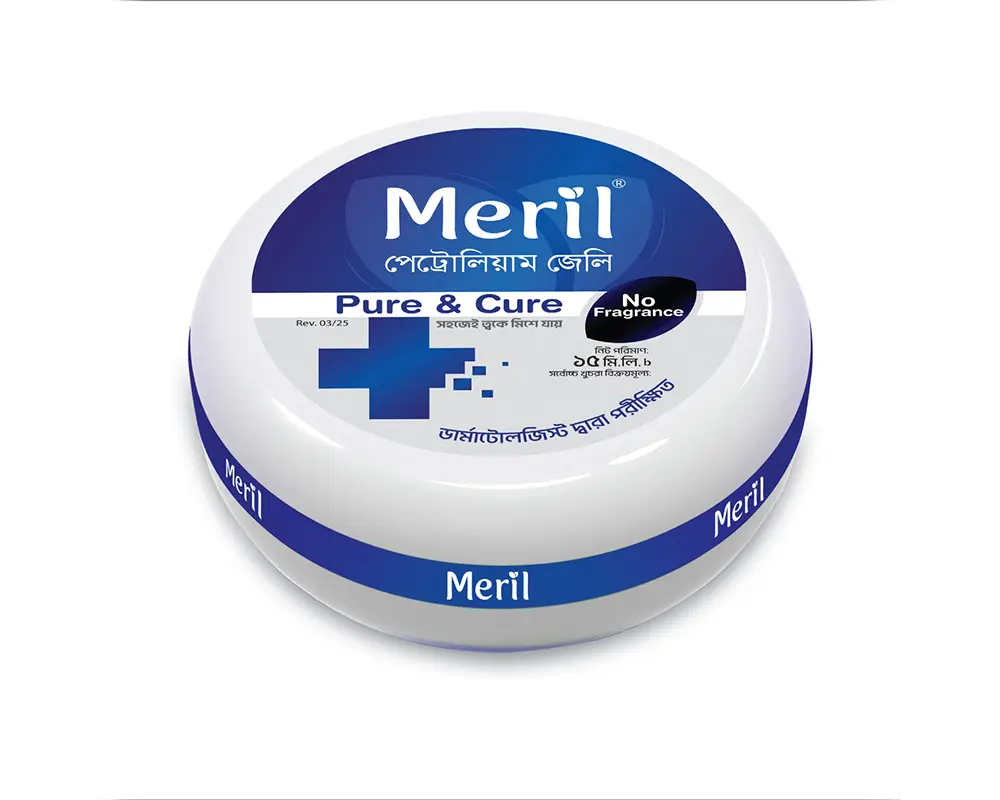 Meril®
পেট্রোলিয়াম জেলি
Pure & Cure
No
Fragrance
Rev. 03/25
সহজেই ত্বকে মিশে যায়
নিট পরিমাণ:
১৫ মি.লি. b
সর্বোচ্চ খুচরা বিক্রয়মূল্য:
ডার্মাটোলজিস্ট দ্বারা পরীক্ষিত
Meril
Meril
Meril